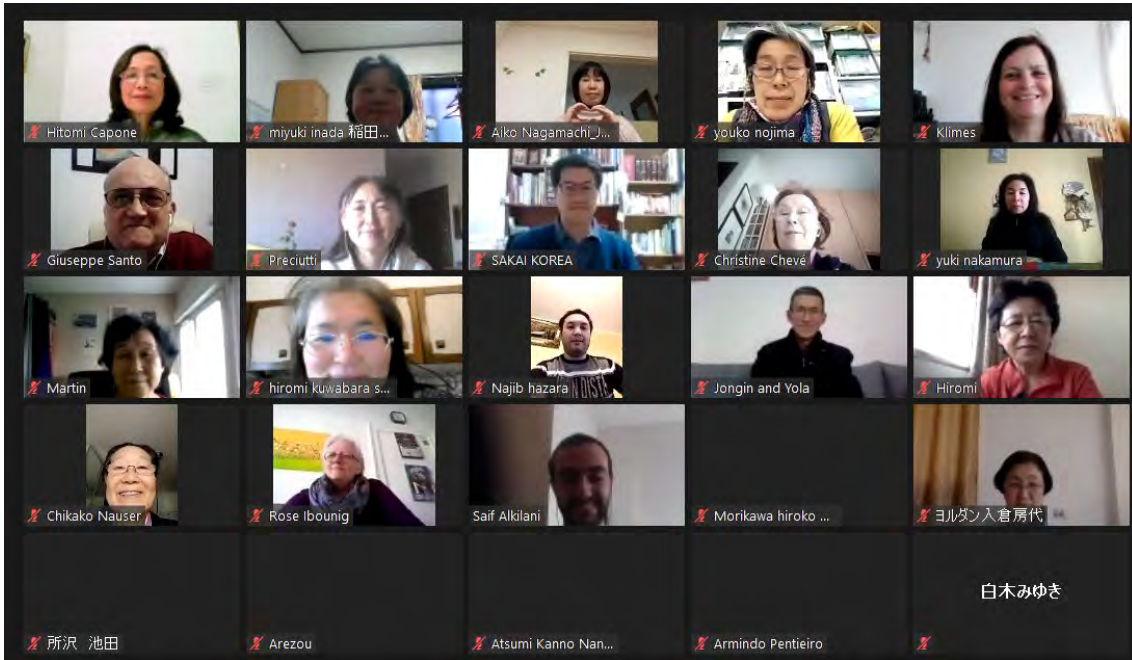 Hitomi Capone
miyuki inada 稲田...
Aiko Nagamachi_J...
youko nojima
Klimes
Giuseppe Santo
Preciutti
SAKAI KOREA
Christine Chevé
yuki nakamura
Martin
hiromi kuwabara s...
Najib hazara
N DISTE
Jongin and Yola
Hiromi
Chikako Nauser
Rose Ibounig
Saif Alkilani
Morikawa hiroko ...
ヨルダン入倉房代
白木みゆき
所沢 池田
Arezou
Atsumi Kanno Nan...
Armindo Pentieiro